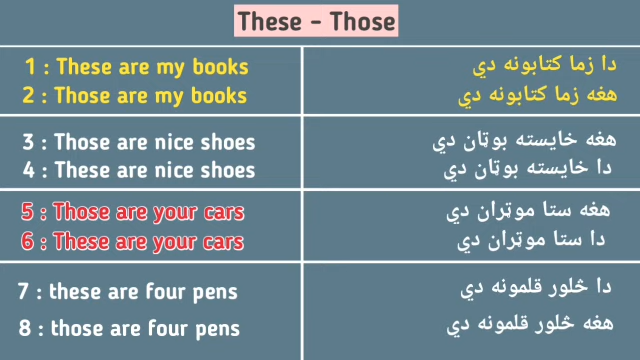 These - Those
1 : These are my books
دا زما کتابونه دي
2 : Those are my books
هغه زما کتابونه دي
3 : Those are nice shoes
هغه خایسته بوټان دي
4 : These are nice shoes
دا خایسته بوټان دي
5 : Those are your cars
هغه ستا موټران دي
6 : These are your cars
دا ستا موټران دي
7 : these are four pens
دا څلور قلمونه دي
8 : those are four pens
هغه څلور قلمونه دي